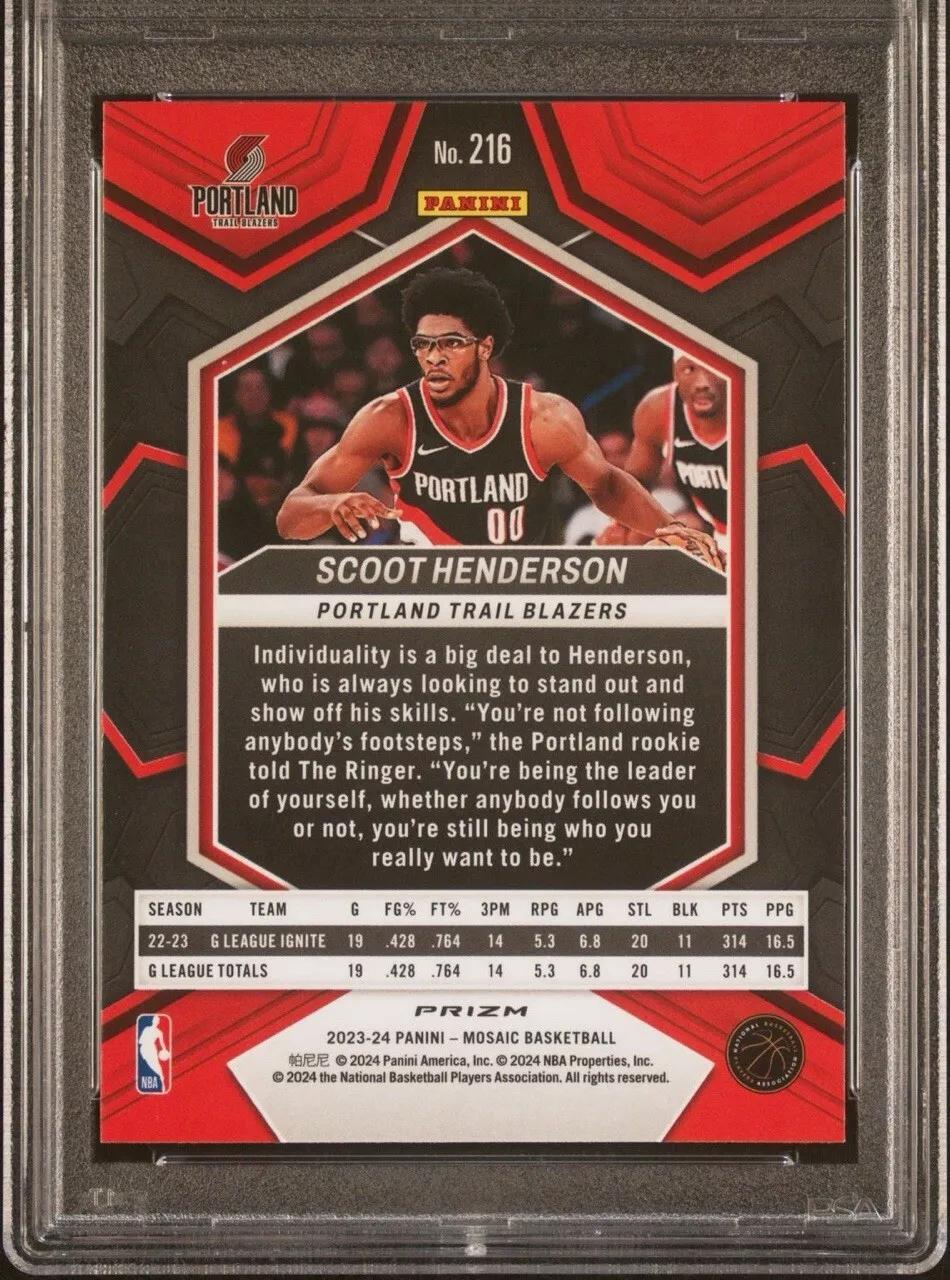 No. 216
PORTLAND
TRAIL BLAZERS
PANINI
PORTLAND
00
PORTL
SCOOT HENDERSON
PORTLAND TRAIL BLAZERS
Individuality is a big deal to Henderson,
who is always looking to stand out and
show off his skills. “You’re not following
anybody’s footsteps,” the Portland rookie
told The Ringer. “You’re being the leader
of yourself, whether anybody follows you
or not, you’re still being who you
really want to be.”
SEASON TEAM G FG% FT% 3PM RPG APG STL BLK PTS PPG
22-23 G LEAGUE IGNITE 19 .428 .764 14 5.3 6.8 20 11 314 16.5
G LEAGUE TOTALS 19 .428 .764 14 5.3 6.8 20 11 314 16.5
PRIZM
2023-24 PANINI – MOSAIC BASKETBALL
帕尼尼 © 2024 Panini America, Inc. © 2024 NBA Properties, Inc.
© 2024 the National Basketball Players Association. All rights reserved.
NBA
NATIONAL BASKETBALL PLAYERS ASSOCIATION
PSA